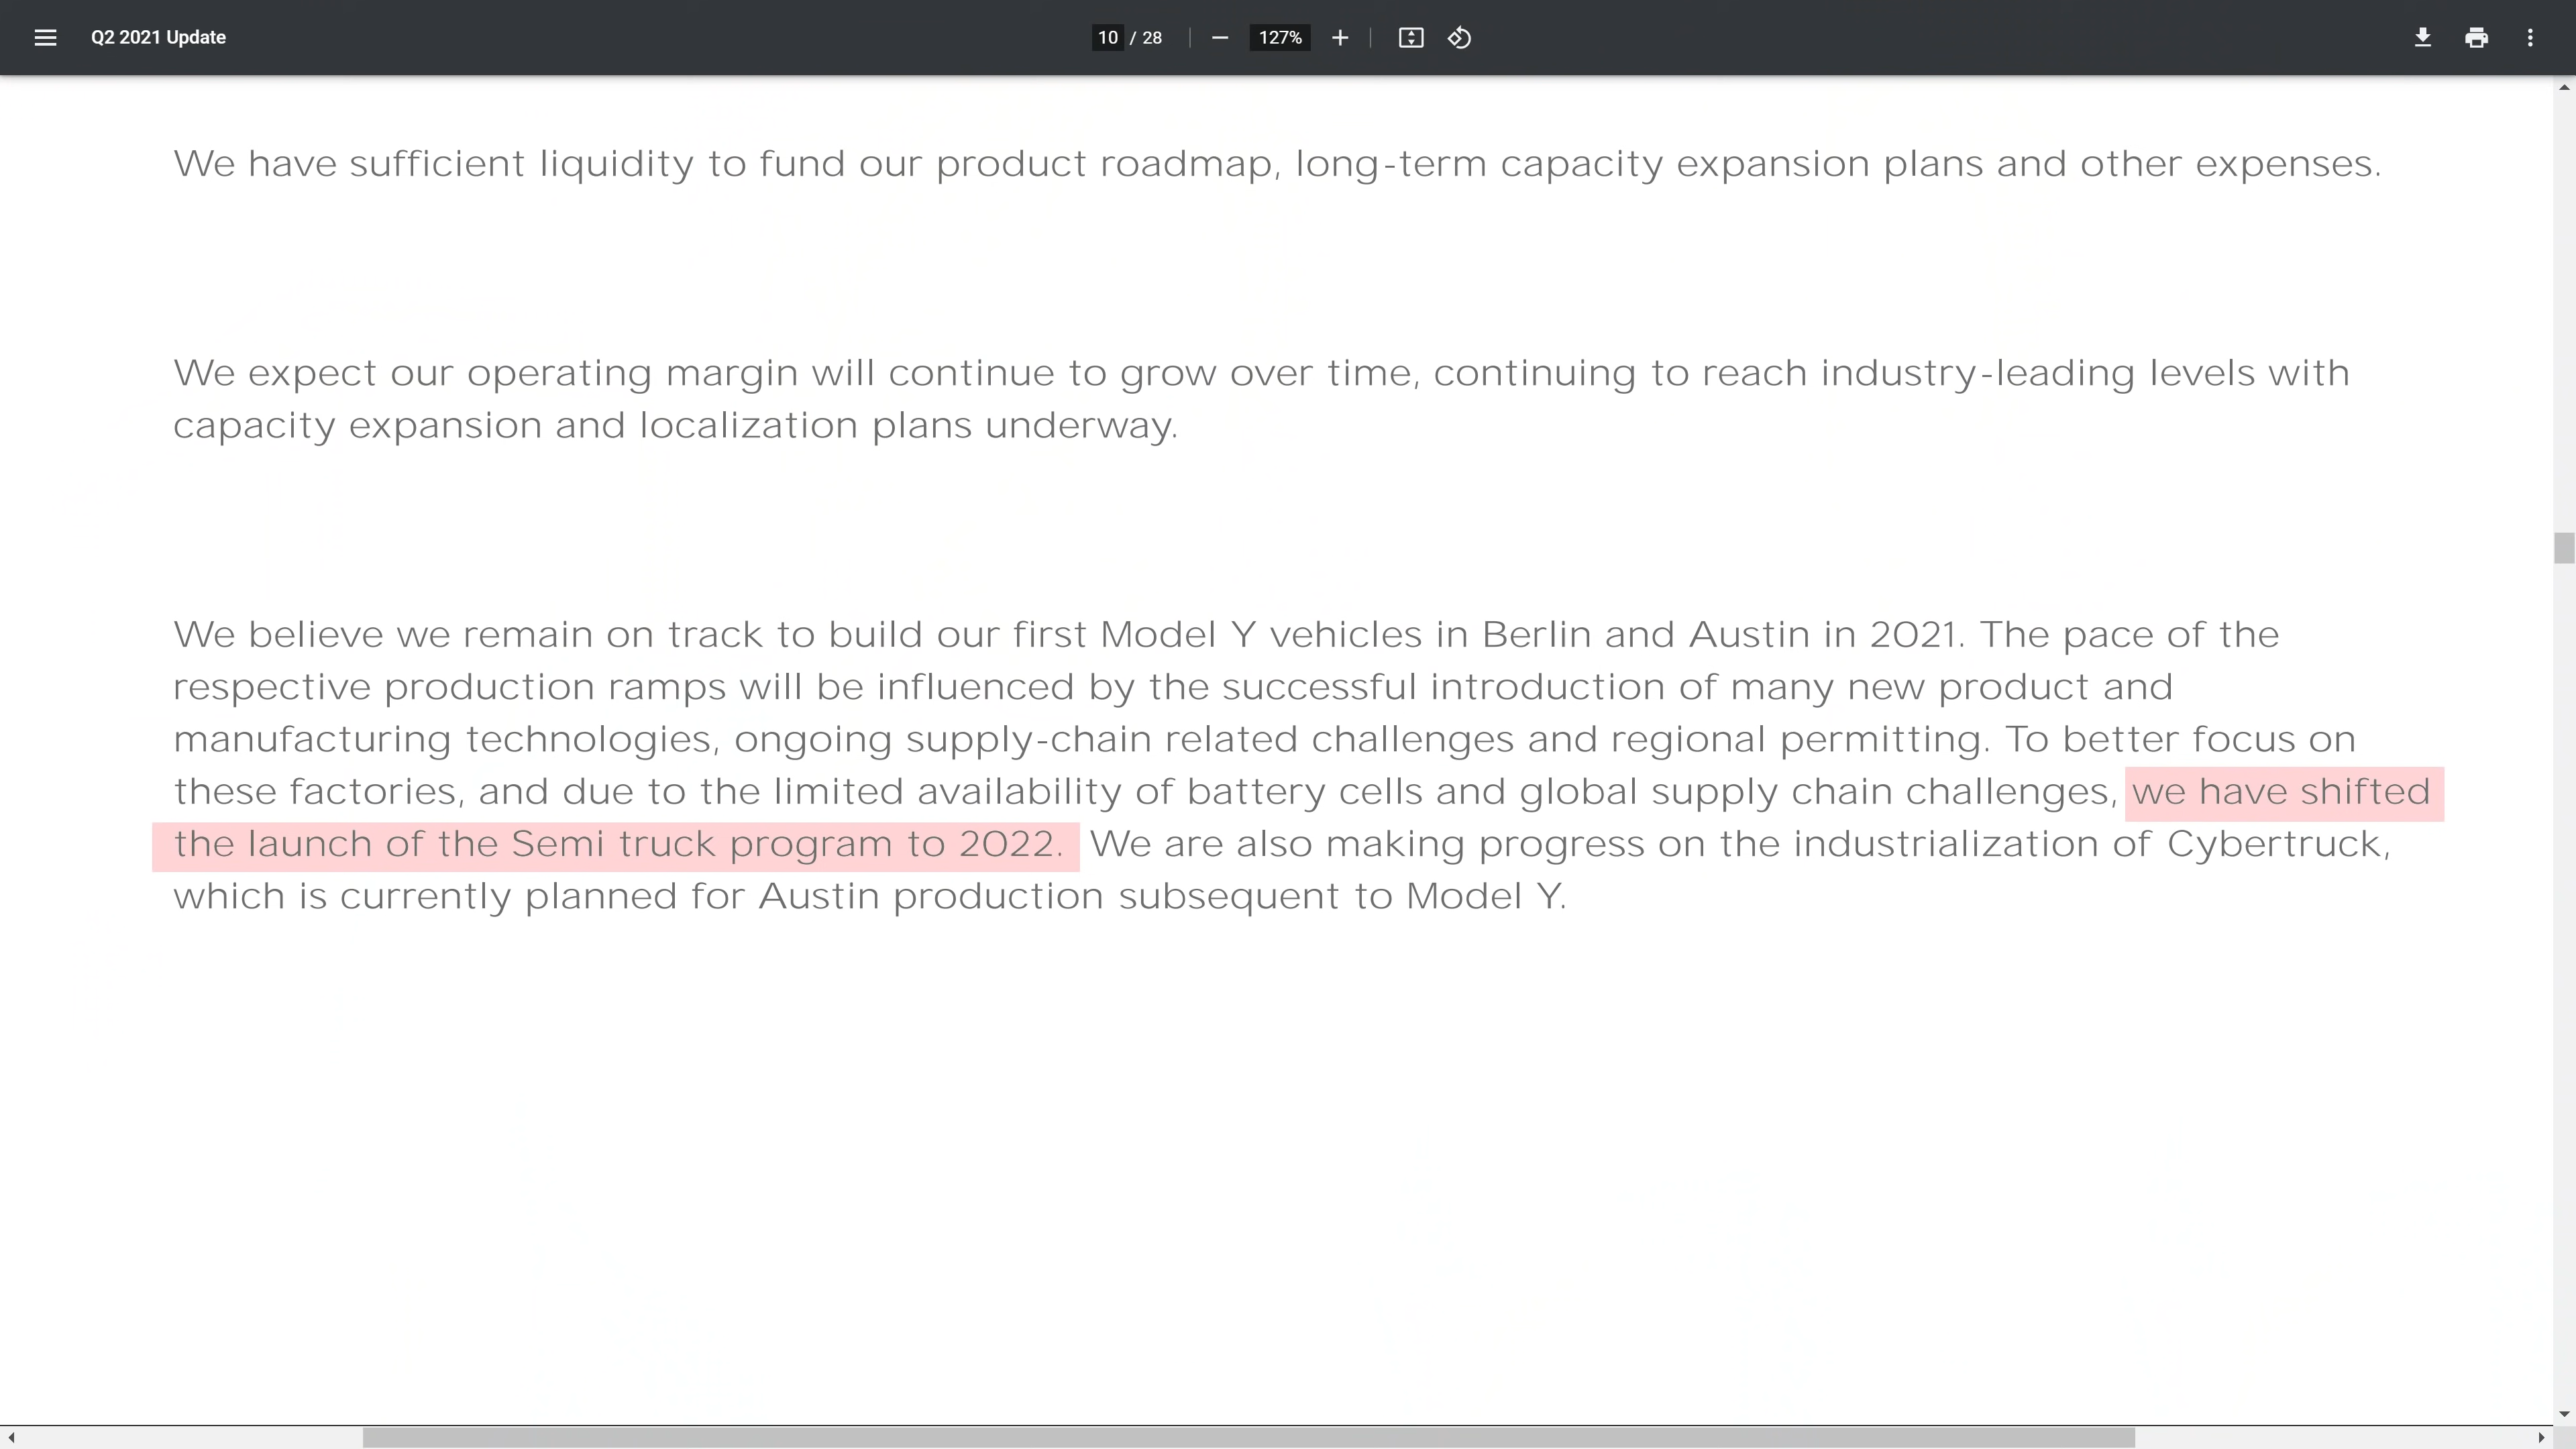 Q2 2021 Update
10 / 28
127%
We have sufficient liquidity to fund our product roadmap, long-term capacity expansion plans and other expenses.
We expect our operating margin will continue to grow over time, continuing to reach industry-leading levels with
capacity expansion and localization plans underway.
We believe we remain on track to build our first Model Y vehicles in Berlin and Austin in 2021. The pace of the
respective production ramps will be influenced by the successful introduction of many new product and
manufacturing technologies, ongoing supply-chain related challenges and regional permitting. To better focus on
these factories, and due to the limited availability of battery cells and global supply chain challenges, we have shifted
the launch of the Semi truck program to 2022. We are also making progress on the industrialization of Cybertruck,
which is currently planned for Austin production subsequent to Model Y.